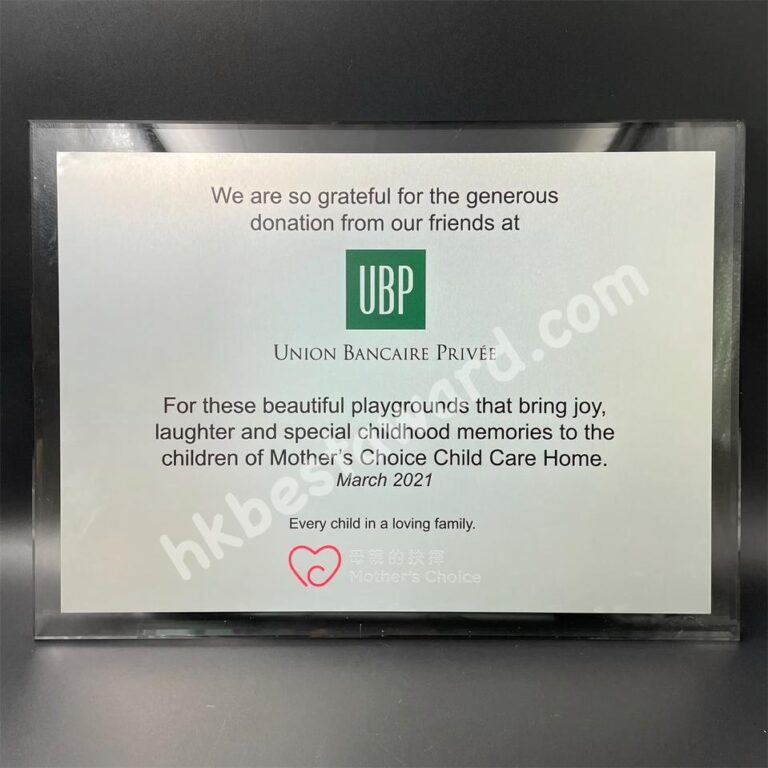 We are so grateful for the generous
donation from our friends at
UBP
UNION BANCAIRE PRIVÉE
For these beautiful playgrounds that bring joy,
laughter and special childhood memories to the
children of Mother's Choice Child Care Home.
March 2021
Every child in a loving family.
母親的抉擇
Mother's Choice
hkbestaward.com